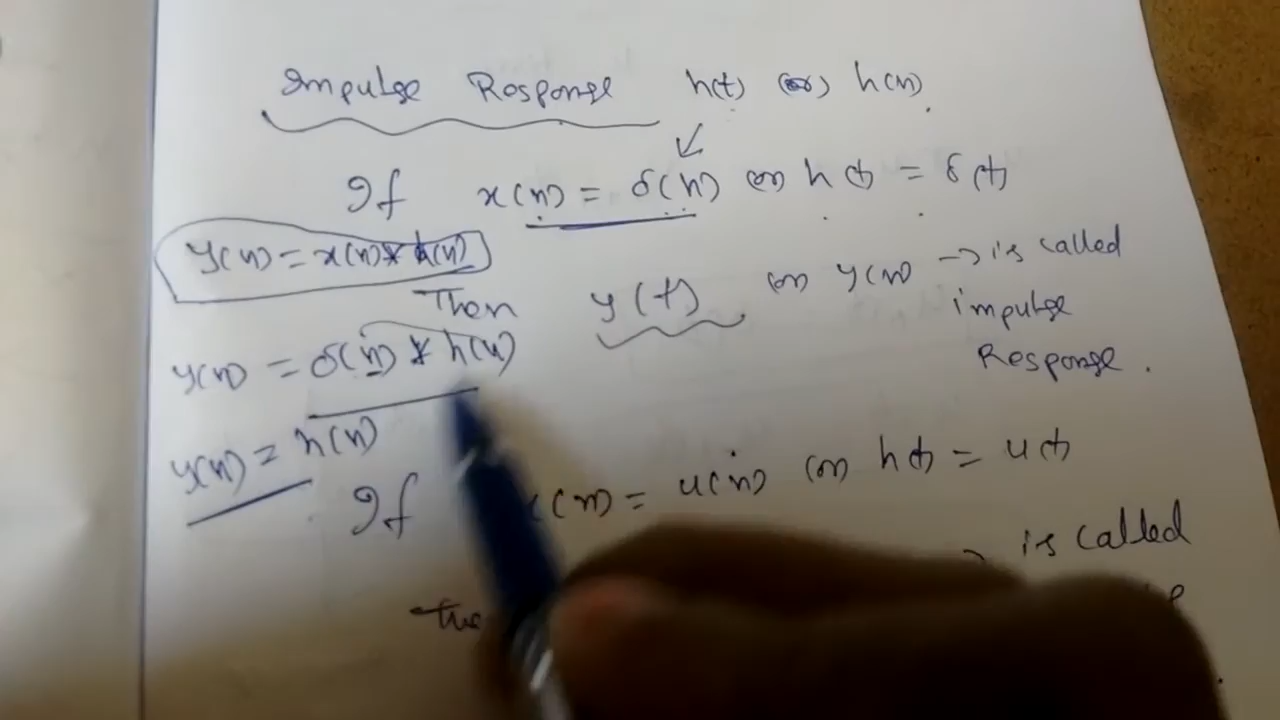 Impulse Response h(t) (or) h(n)
If x(n) = δ(n) or h(t) = δ(t)
y(n) = x(n) * h(n)
Then y(t) or y(n) → is called
impulse
Response.
y(n) = δ(n) * h(n)
y(n) = h(n)
If x(n) = u(n) or h(t) = u(t)
is called